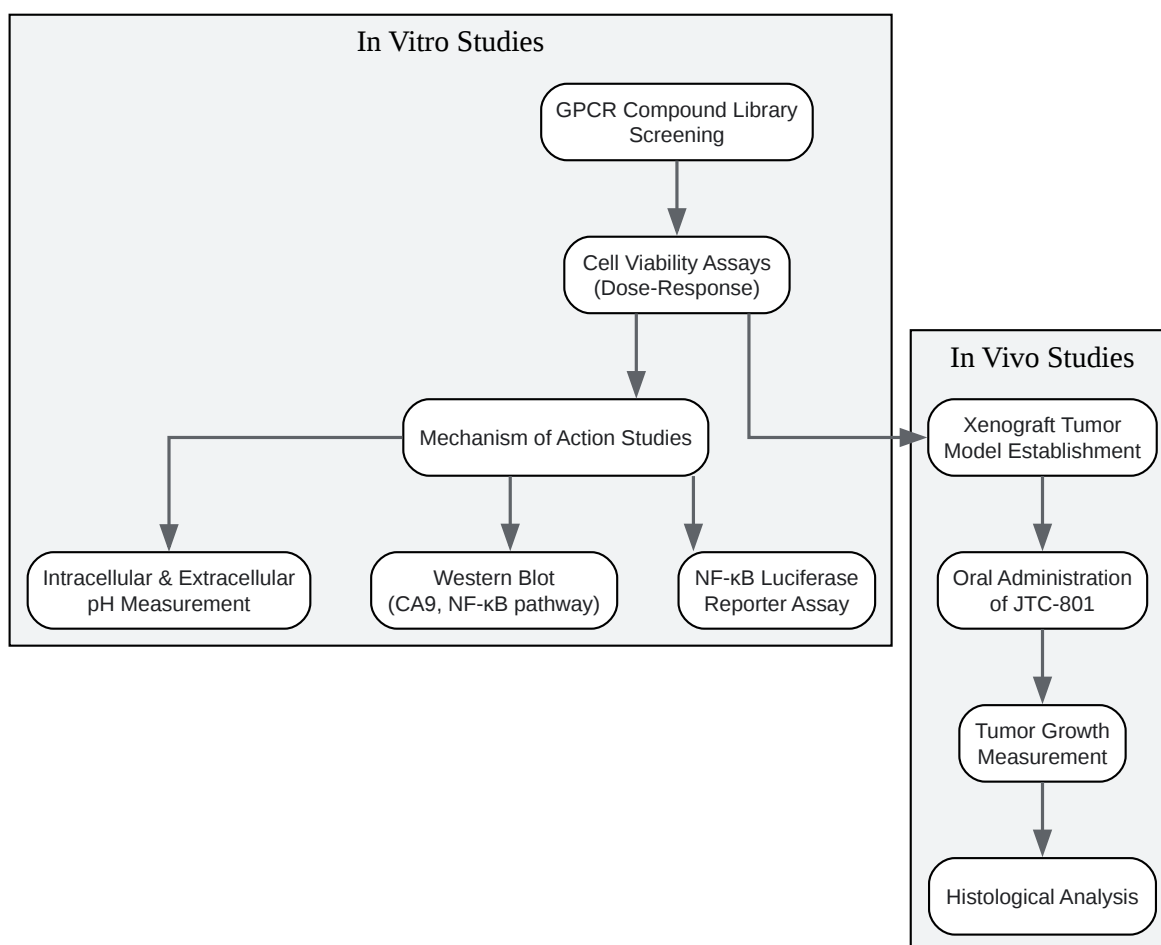 In Vitro Studies
GPCR Compound Library
Screening
Cell Viability Assays
(Dose-Response)
Mechanism of Action Studies
Intracellular & Extracellular
pH Measurement
Western Blot
(CA9, NF-κB pathway)
NF-κB Luciferase
Reporter Assay
In Vivo Studies
Xenograft Tumor
Model Establishment
Oral Administration
of JTC-801
Tumor Growth
Measurement
Histological Analysis